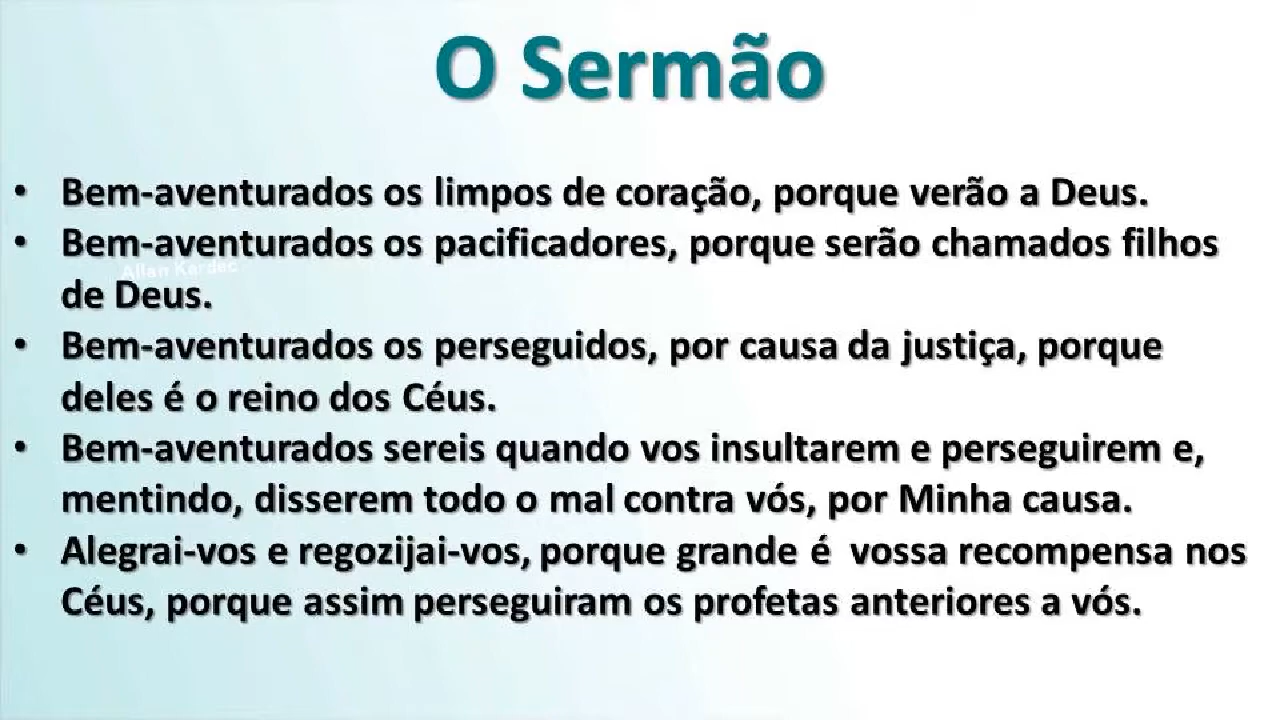 O Sermão
• Bem-aventurados os limpos de coração, porque verão a Deus.
• Bem-aventurados os pacificadores, porque serão chamados filhos
Allan Kardec
de Deus.
• Bem-aventurados os perseguidos, por causa da justiça, porque
deles é o reino dos Céus.
• Bem-aventurados sereis quando vos insultarem e perseguirem e,
mentindo, disserem todo o mal contra vós, por Minha causa.
• Alegrai-vos e regozijai-vos, porque grande é vossa recompensa nos
Céus, porque assim perseguiram os profetas anteriores a vós.